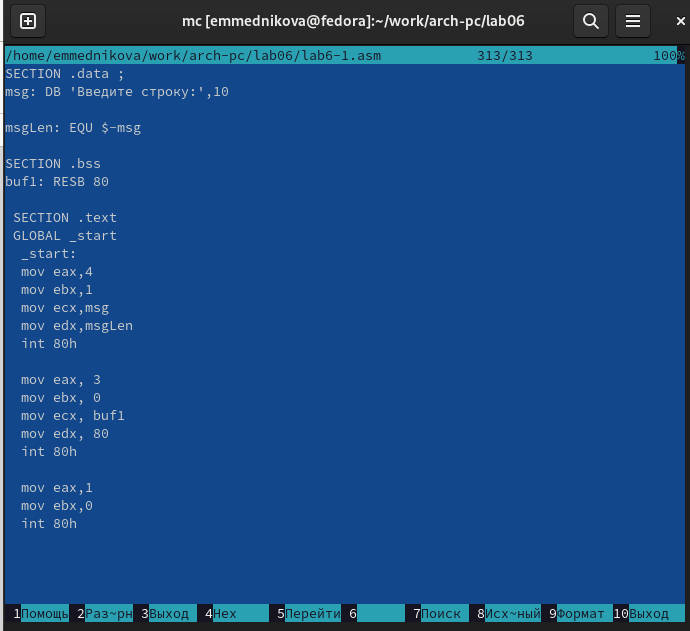 mc [emmednikova@fedora]:~/work/arch-pc/lab06
/home/emmednikova/work/arch-pc/lab06/lab6-1.asm 313/313 100%
SECTION .data ;
msg: DB 'Введите строку:',10
msgLen: EQU $-msg
SECTION .bss
buf1: RESB 80
SECTION .text
GLOBAL _start
_start:
mov eax,4
mov ebx,1
mov ecx,msg
mov edx,msgLen
int 80h
mov eax, 3
mov ebx, 0
mov ecx, buf1
mov edx, 80
int 80h
mov eax,1
mov ebx,0
int 80h
1Помощь 2Раз~рн 3Выход 4Hex 5Перейти 6 7Поиск 8Исх~ный 9Формат 10Выход